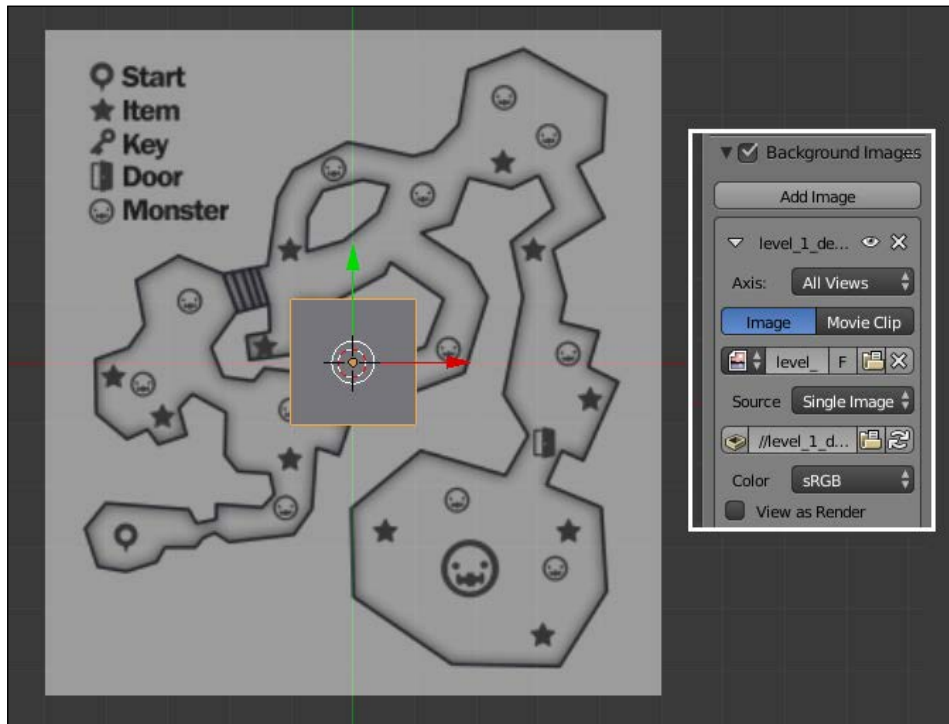 Start
Item
Key
Door
Monster
Background Images
Add Image
level_1_de...
Axis: All Views
Image Movie Clip
level_ F
Source Single Image
//level_1_d...
Color sRGB
View as Render